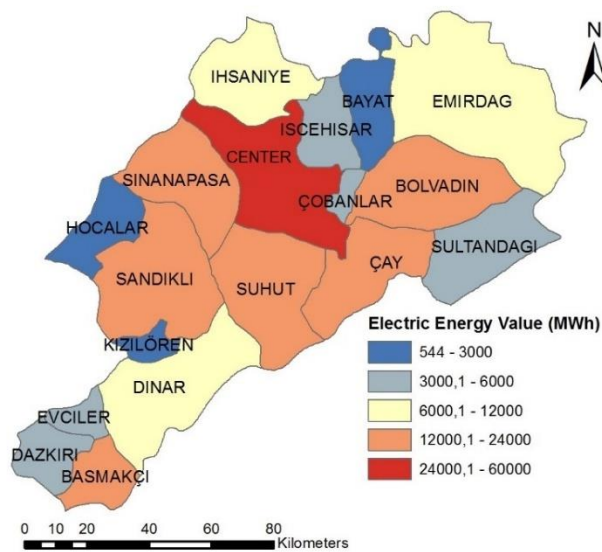 N
IHSANIYE
BAYAT
EMIRDAG
ISCEHISAR
CENTER
SINANAPASA
ÇOBANLAR
BOLVADIN
HOCALAR
SULTANDAGI
SANDIKLI
SUHUT
ÇAY
KIZILÖREN
DINAR
EVCILER
DAZKIRI
BASMAKÇI
Electric Energy Value (MWh)
544 - 3000
3000,1 - 6000
6000,1 - 12000
12000,1 - 24000
24000,1 - 60000
0 10 20 40 60 80
Kilometers